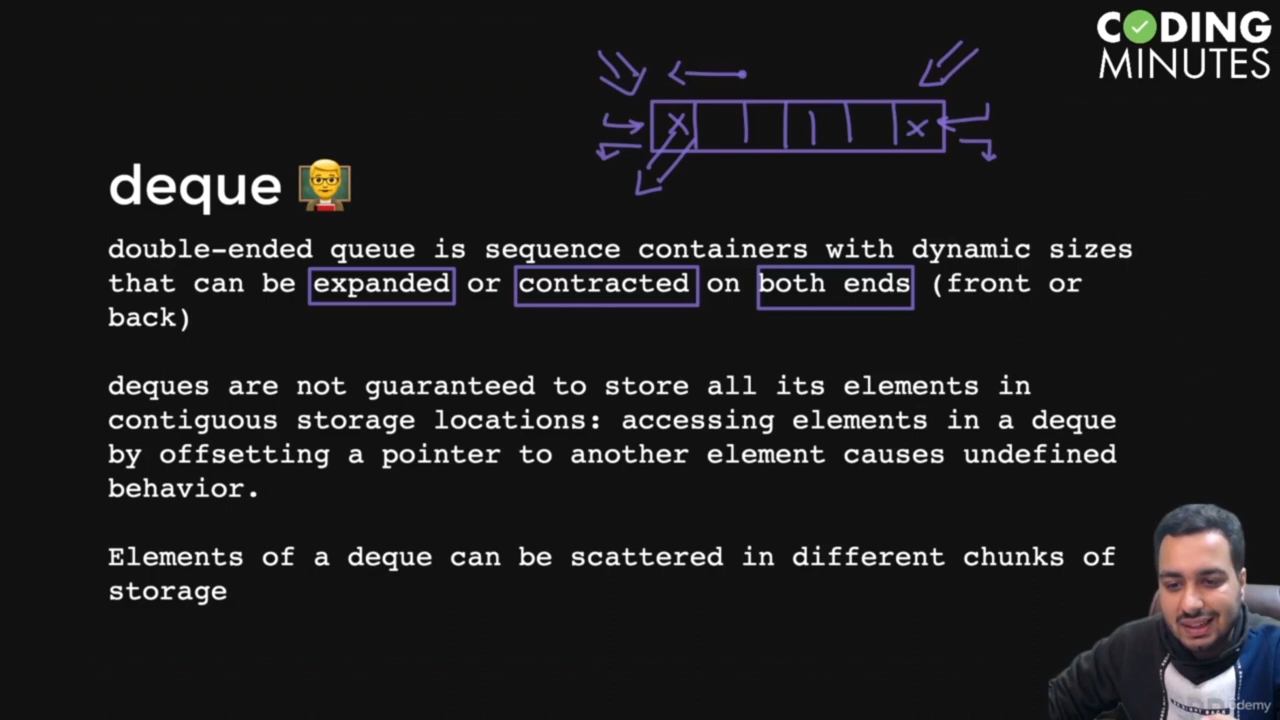 CODING
MINUTES
deque
double-ended queue is sequence containers with dynamic sizes
that can be expanded or contracted on both ends (front or
back)
deques are not guaranteed to store all its elements in
contiguous storage locations: accessing elements in a deque
by offsetting a pointer to another element causes undefined
behavior.
Elements of a deque can be scattered in different chunks of
storage